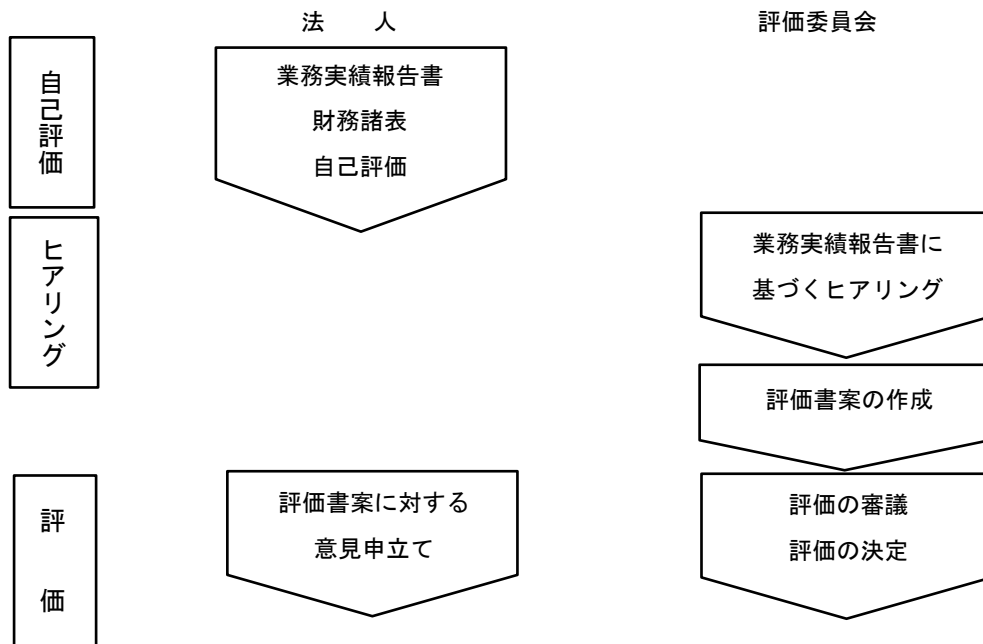 法　　人
評価委員会
自己評価
業務実績報告書
財務諸表
自己評価
ヒアリング
業務実績報告書に
基づくヒアリング
評価書案の作成
評　価
評価書案に対する
意見申立て
評価の審議
評価の決定